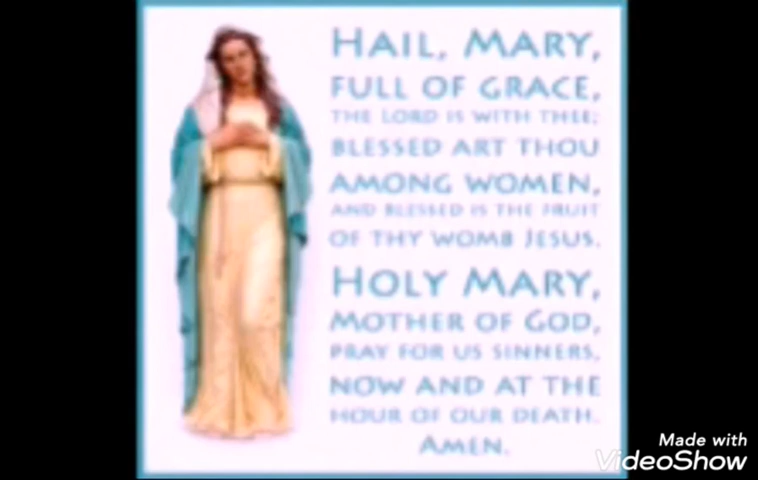 HAIL, MARY,
FULL OF GRACE,
THE LORD IS WITH THEE;
BLESSED ART THOU
AMONG WOMEN,
AND BLESSED IS THE FRUIT
OF THY WOMB JESUS.
HOLY MARY,
MOTHER OF GOD,
PRAY FOR US SINNERS,
NOW AND AT THE
HOUR OF OUR DEATH.
AMEN.
Made with
VideoShow